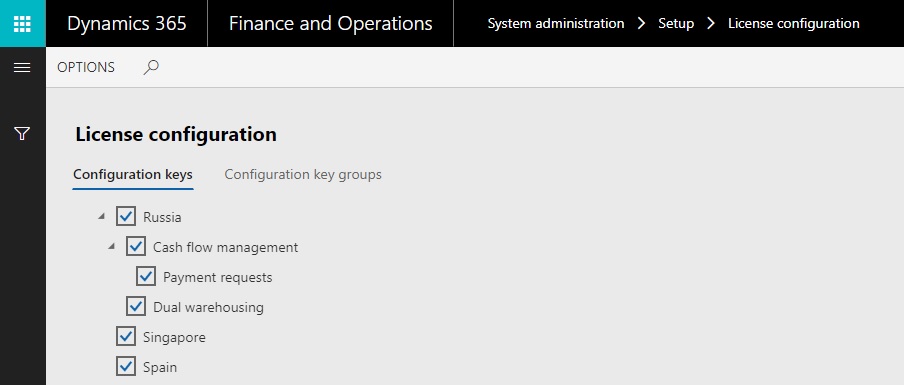 Dynamics 365 Finance and Operations System administration > Setup > License configuration
OPTIONS
License configuration
Configuration keys Configuration key groups
Russia
Cash flow management
Payment requests
Dual warehousing
Singapore
Spain